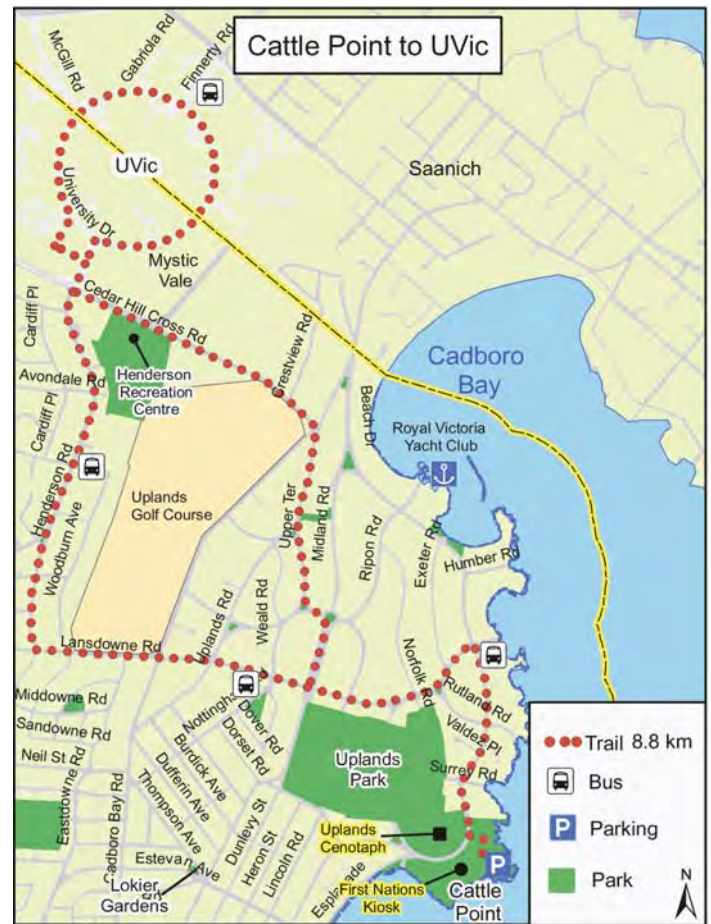 Cattle Point to UVic
McGill Rd
Gabriola Rd
Finnerty Rd
UVic
Saanich
University Dr
Mystic
Vale
Cedar Hill Cross Rd
Cardiff Pl
Crestview Rd
Cadboro
Bay
Henderson
Recreation
Centre
Avondale Rd
Cardiff Pl
Beach Dr
Royal Victoria
Yacht Club
Henderson Rd
Woodburn Ave
Uplands
Golf Course
Upper Ter
Midland Rd
Ripon Rd
Exeter Rd
Humber Rd
Uplands Rd
Weald Rd
Lansdowne Rd
Norfolk Rd
Rutland Rd
Valdez Pl
Surrey Rd
Middowne Rd
Sandowne Rd
Neil St
Eastdowne Rd
Cadboro Bay Rd
Nottingha
Dover Rd
Dorset Rd
Burdick Ave
Dufferin Ave
Thompson Ave
Estevan Ave
Lokier
Gardens
Dunlevy St
Heron St
Lincoln Rd
Esplanade
Uplands
Park
Uplands
Cenotaph
First Nations
Kiosk
P
Cattle
Point
Trail 8.8 km
Bus
P Parking
Park
N